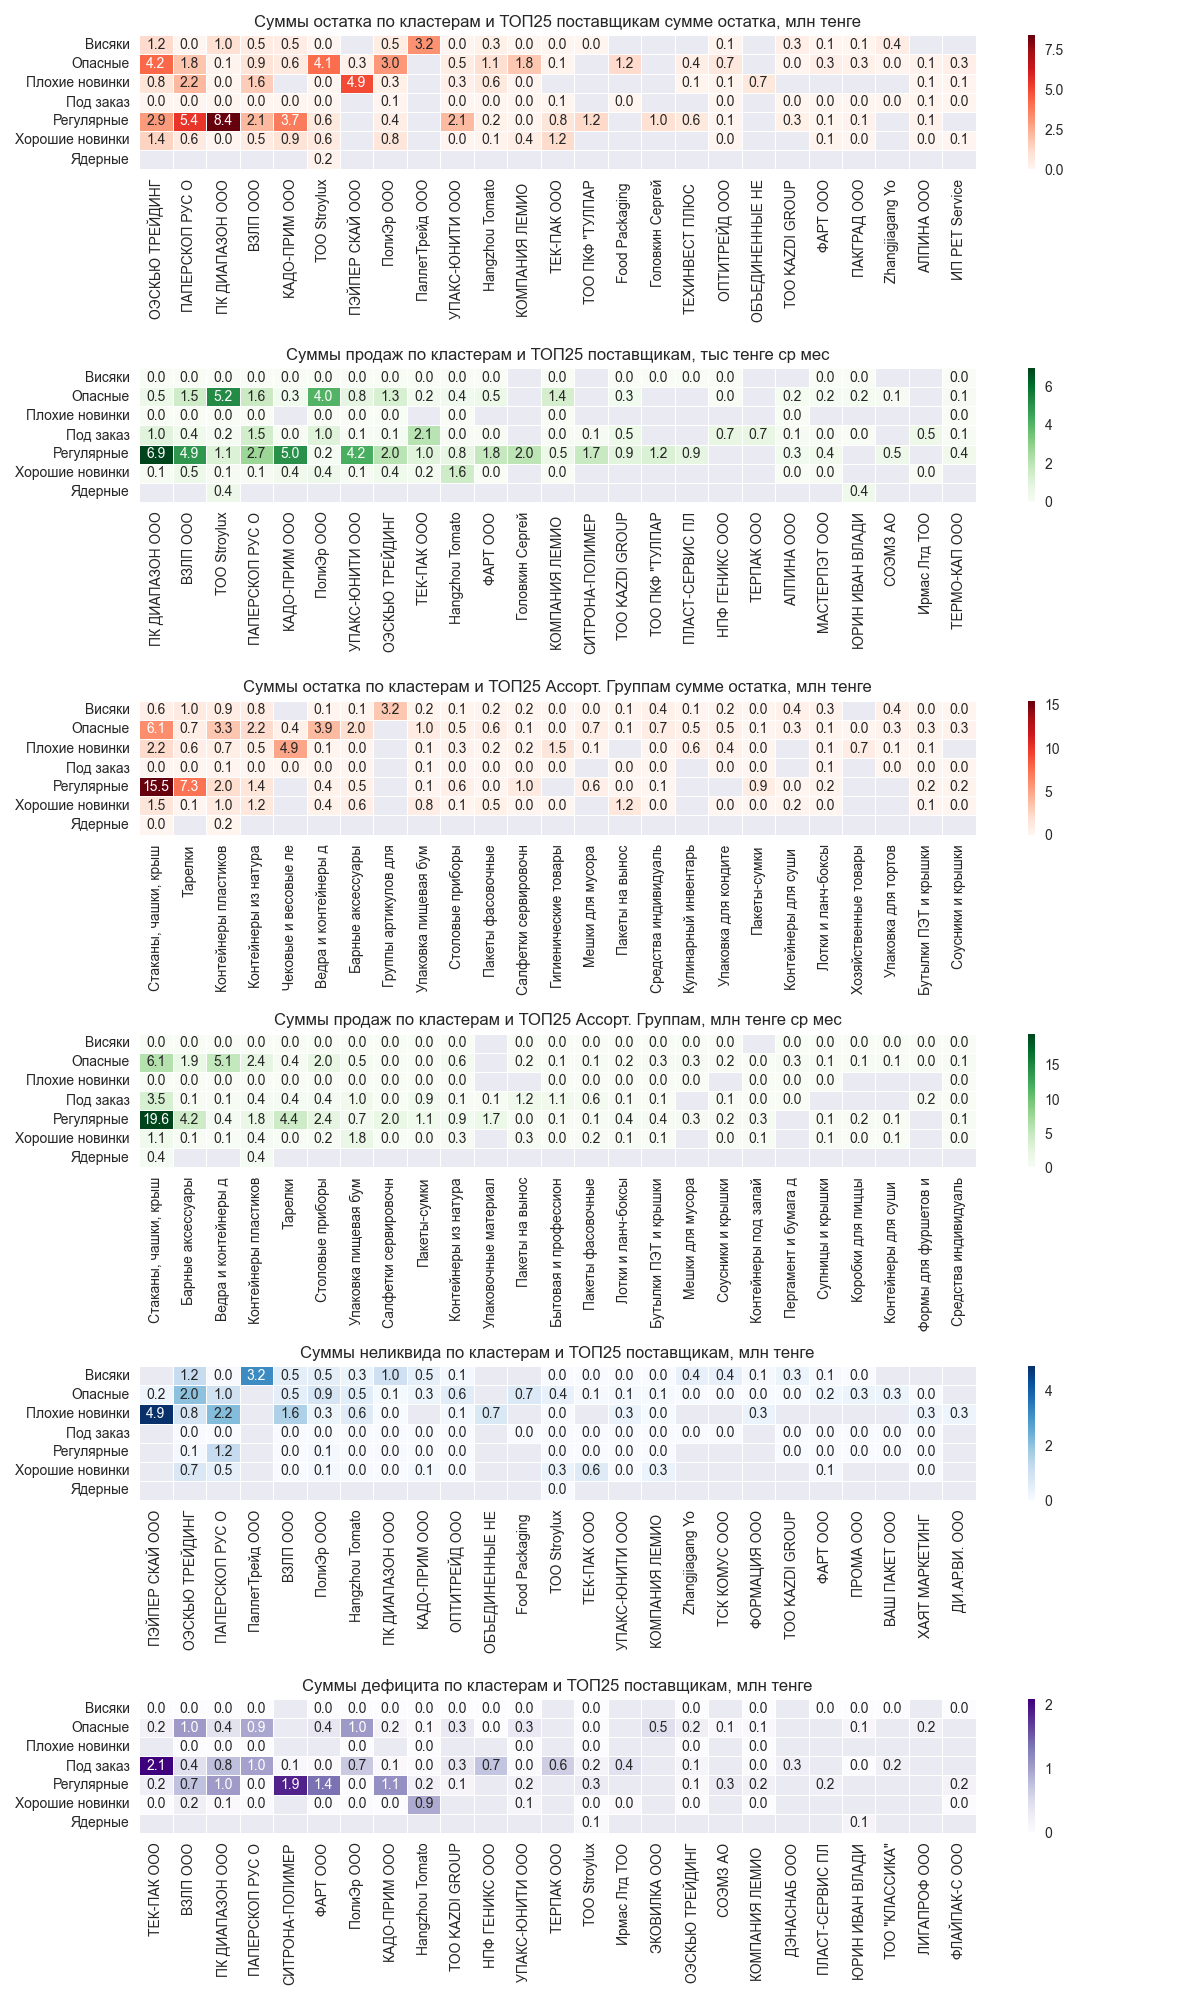 Суммы остатка по кластерам и ТОП25 поставщикам сумме остатка, млн тенге
Висяки 1.2 0.0 1.0 0.5 0.5 0.0 0.5 3.2 0.0 0.3 0.0 0.0 0.0 0.1 0.3 0.1 0.1 0.4
Опасные 4.2 1.8 0.1 0.9 0.6 4.1 0.3 3.0 0.5 1.1 1.8 0.1 1.2 0.4 0.7 0.0 0.3 0.3 0.0 0.1 0.3
Плохие новинки 0.8 2.2 1.6 0.0 4.9 0.3 0.3 0.6 0.0 0.1 0.1 0.7 0.1 0.1
Под заказ 0.0 0.0 0.0 0.0 0.0 0.0 0.1 0.0 0.0 0.0 0.1 0.0 0.0 0.0 0.0 0.0 0.0 0.1 0.0
Регулярные 2.9 5.4 8.4 2.1 3.7 0.6 0.4 2.1 0.2 0.0 0.8 1.2 1.0 0.6 0.1 0.3 0.1 0.1 0.1
Хорошие новинки 1.4 0.6 0.0 0.5 0.9 0.6 0.8 0.0 0.1 0.4 1.2 0.0 0.1 0.0 0.0 0.1
Ядерные 0.2
8.5
7.5
5.0
2.5
0.0
ОЭСКЬЮ ТРЕЙДИНГ
ПАПЕРСКОП РУС О
ПК ДИАПАЗОН ООО
ВЗЛП ООО
КАДО-ПРИМ ООО
ТОО Stroylux
ПЭЙПЕР СКАЙ ООО
ПолиЭр ООО
ПаллетТрейд ООО
УПАКС-ЮНИТИ ООО
Hangzhou Tomato
КОМПАНИЯ ЛЕМИО
ТЕК-ПАК ООО
ТОО ПКФ "ТУЛПАР
Food Packaging
Головкин Сергей
ТЕХИНВЕСТ ПЛЮС
ОПТИТРЕЙД ООО
ОБЪЕДИНЕННЫЕ НЕ
ТОО KAZDI GROUP
ФАРТ ООО
ПАКГРАД ООО
Zhangjiagang Yo
АЛПИНА ООО
ИП РЕТ Service
Суммы продаж по кластерам и ТОП25 поставщикам, тыс тенге ср мес
Висяки 0.0 0.0 0.0 0.0 0.0 0.0 0.0 0.0 0.0 0.0 0.0 0.0 0.0 0.0 0.0 0.0 0.0 0.0
Опасные 0.5 1.5 5.2 1.6 0.3 4.0 0.8 1.3 0.2 0.4 0.5 1.4 0.3 0.0 0.2 0.2 0.2 0.1 0.1
Плохие новинки 0.0 0.0 0.0 0.0 0.0 0.0 0.0 0.0 0.0 0.0 0.0
Под заказ 1.0 0.4 0.2 1.5 0.0 1.0 0.1 0.1 2.1 0.0 0.0 0.0 0.1 0.5 0.7 0.7 0.1 0.0 0.0 0.5 0.1
Регулярные 6.9 4.9 1.1 2.7 5.0 0.2 4.2 2.0 1.0 0.8 1.8 2.0 0.5 1.7 0.9 1.2 0.9 0.3 0.4 0.5 0.4
Хорошие новинки 0.1 0.5 0.1 0.1 0.4 0.4 0.1 0.4 0.2 1.6 0.0 0.0 0.0 0.0
Ядерные 0.4 0.4
6
4
2
0
ПК ДИАПАЗОН ООО
ВЗЛП ООО
ТОО Stroylux
ПАПЕРСКОП РУС О
КАДО-ПРИМ ООО
ПолиЭр ООО
УПАКС-ЮНИТИ ООО
ОЭСКЬЮ ТРЕЙДИНГ
ТЕК-ПАК ООО
Hangzhou Tomato
ФАРТ ООО
Головкин Сергей
КОМПАНИЯ ЛЕМИО
СИТРОНА-ПОЛИМЕР
ТОО KAZDI GROUP
ТОО ПКФ "ТУЛПАР
ПЛАСТ-СЕРВИС ПЛ
НПФ ГЕНИКС ООО
ТЕРПАК ООО
АЛПИНА ООО
МАСТЕРПЭТ ООО
ЮРИН ИВАН ВЛАДИ
СОЭМЗ АО
Ирмас Лтд ТОО
ТЕРМО-КАП ООО
Суммы остатка по кластерам и ТОП25 Ассорт. Группам сумме остатка, млн тенге
Висяки 0.6 1.0 0.9 0.8 0.1 0.1 3.2 0.2 0.1 0.2 0.2 0.0 0.0 0.1 0.4 0.1 0.2 0.0 0.4 0.3 0.4 0.0 0.0
Опасные 6.1 0.7 3.3 2.2 0.4 3.9 2.0 1.0 0.5 0.6 0.1 0.0 0.7 0.1 0.7 0.5 0.5 0.1 0.3 0.1 0.0 0.3 0.3 0.3
Плохие новинки 2.2 0.6 0.7 0.5 4.9 0.1 0.0 0.1 0.3 0.2 0.2 1.5 0.1 0.0 0.6 0.4 0.0 0.1 0.7 0.1 0.1
Под заказ 0.0 0.0 0.1 0.0 0.0 0.0 0.0 0.1 0.0 0.0 0.0 0.0 0.0 0.0 0.0 0.0 0.1 0.0 0.0 0.0
Регулярные 15.5 7.3 2.0 1.4 0.4 0.5 0.1 0.6 0.0 1.0 0.6 0.0 0.1 0.9 0.0 0.2 0.2 0.2
Хорошие новинки 1.5 0.1 1.0 1.2 0.4 0.6 0.8 0.1 0.5 0.0 0.0 1.2 0.0 0.0 0.0 0.2 0.0 0.1 0.0
Ядерные 0.0 0.2
15
10
5
0
Стаканы, чашки, крыш
Тарелки
Контейнеры пластиков
Контейнеры из натура
Чековые и весовые ле
Ведра и контейнеры д
Барные аксессуары
Группы артикулов для
Упаковка пищевая бум
Столовые приборы
Пакеты фасовочные
Салфетки сервировочн
Гигиенические товары
Мешки для мусора
Пакеты на вынос
Средства индивидуаль
Кулинарный инвентарь
Упаковка для кондите
Пакеты-сумки
Контейнеры для суши
Лотки и ланч-боксы
Хозяйственные товары
Упаковка для тортов
Бутылки ПЭТ и крышки
Соусники и крышки
Суммы продаж по кластерам и ТОП25 Ассорт. Группам, млн тенге ср мес
Висяки 0.0 0.0 0.0 0.0 0.0 0.0 0.0 0.0 0.0 0.0 0.0 0.0 0.0 0.0 0.0 0.0 0.0 0.0 0.0 0.0 0.0 0.0 0.0
Опасные 6.1 1.9 5.1 2.4 0.4 2.0 0.5 0.0 0.0 0.6 0.2 0.1 0.1 0.2 0.3 0.3 0.2 0.0 0.3 0.1 0.1 0.1 0.0 0.1
Плохие новинки 0.0 0.0 0.0 0.0 0.0 0.0 0.0 0.0 0.0 0.0 0.0 0.0 0.0 0.0 0.0 0.0 0.0 0.0 0.0
Под заказ 3.5 0.1 0.1 0.4 0.4 0.4 1.0 0.0 0.9 0.1 0.1 1.2 1.1 0.6 0.1 0.1 0.1 0.0 0.0 0.2 0.0
Регулярные 19.6 4.2 0.4 1.8 4.4 2.4 0.7 2.0 1.1 0.9 1.7 0.0 0.1 0.1 0.4 0.4 0.3 0.2 0.3 0.1 0.2 0.1 0.1
Хорошие новинки 1.1 0.1 0.1 0.4 0.0 0.2 1.8 0.0 0.0 0.3 0.3 0.0 0.2 0.1 0.1 0.0 0.1 0.1 0.0 0.1 0.0
Ядерные 0.4 0.4
15
10
5
0
Стаканы, чашки, крыш
Барные аксессуары
Ведра и контейнеры д
Контейнеры пластиков
Тарелки
Столовые приборы
Упаковка пищевая бум
Салфетки сервировочн
Пакеты-сумки
Контейнеры из натура
Упаковочные материал
Пакеты на вынос
Бытовая и профессион
Пакеты фасовочные
Лотки и ланч-боксы
Бутылки ПЭТ и крышки
Мешки для мусора
Соусники и крышки
Контейнеры под запай
Пергамент и бумага д
Супницы и крышки
Коробки для пиццы
Контейнеры для суши
Формы для фуршетов и
Средства индивидуаль
Суммы неликвида по кластерам и ТОП25 поставщикам, млн тенге
Висяки 1.2 0.0 3.2 0.5 0.5 0.3 1.0 0.5 0.1 0.0 0.0 0.0 0.0 0.4 0.4 0.1 0.3 0.1 0.0
Опасные 0.2 2.0 1.0 0.5 0.9 0.5 0.1 0.3 0.6 0.7 0.4 0.1 0.1 0.1 0.0 0.0 0.0 0.0 0.2 0.3 0.3 0.0
Плохие новинки 4.9 0.8 2.2 1.6 0.3 0.6 0.0 0.1 0.7 0.0 0.3 0.0 0.3 0.3 0.3
Под заказ 0.0 0.0 0.0 0.0 0.0 0.0 0.0 0.0 0.0 0.0 0.0 0.0 0.0 0.0 0.0 0.0 0.0 0.0 0.0 0.0
Регулярные 0.1 1.2 0.0 0.1 0.0 0.0 0.0 0.0 0.0 0.0 0.0 0.0 0.0 0.0 0.0 0.0 0.0
Хорошие новинки 0.7 0.5 0.0 0.1 0.0 0.0 0.1 0.0 0.3 0.6 0.0 0.3 0.1 0.0
Ядерные 0.0
4
2
0
ПЭЙПЕР СКАЙ ООО
ОЭСКЬЮ ТРЕЙДИНГ
ПАПЕРСКОП РУС О
ПаллетТрейд ООО
ВЗЛП ООО
ПолиЭр ООО
Hangzhou Tomato
ПК ДИАПАЗОН ООО
КАДО-ПРИМ ООО
ОПТИТРЕЙД ООО
ОБЪЕДИНЕННЫЕ НЕ
Food Packaging
ТОО Stroylux
ТЕК-ПАК ООО
УПАКС-ЮНИТИ ООО
КОМПАНИЯ ЛЕМИО
Zhangjiagang Yo
ТСК КОМУС ООО
ФОРМАЦИЯ ООО
ТОО KAZDI GROUP
ФАРТ ООО
ПРОМА ООО
ВАШ ПАКЕТ ООО
ХАЯТ МАРКЕТИНГ
ДИ.АР.ВИ. ООО
Суммы дефицита по кластерам и ТОП25 поставщикам, млн тенге
Висяки 0.0 0.0 0.0 0.0 0.0 0.0 0.0 0.0 0.0 0.0 0.0 0.0 0.0 0.0 0.0 0.0 0.0 0.0
Опасные 0.2 1.0 0.4 0.9 0.4 1.0 0.2 0.1 0.3 0.0 0.3 0.0 0.5 0.2 0.1 0.1 0.1 0.2
Плохие новинки 0.0 0.0 0.0 0.0 0.0 0.0 0.0 0.0 0.0
Под заказ 2.1 0.4 0.8 1.0 0.1 0.0 0.7 0.1 0.0 0.3 0.7 0.0 0.6 0.2 0.4 0.1 0.0 0.3 0.0 0.2
Регулярные 0.2 0.7 1.0 0.0 1.9 1.4 0.0 1.1 0.2 0.1 0.2 0.3 0.1 0.3 0.2 0.2 0.2
Хорошие новинки 0.0 0.2 0.1 0.0 0.0 0.0 0.9 0.1 0.0 0.0 0.0 0.0 0.0
Ядерные 0.1 0.1
2
1
0
ТЕК-ПАК ООО
ВЗЛП ООО
ПК ДИАПАЗОН ООО
ПАПЕРСКОП РУС О
СИТРОНА-ПОЛИМЕР
ФАРТ ООО
ПолиЭр ООО
КАДО-ПРИМ ООО
Hangzhou Tomato
ТОО KAZDI GROUP
НПФ ГЕНИКС ООО
УПАКС-ЮНИТИ ООО
ТЕРПАК ООО
ТОО Stroylux
Ирмас Лтд ТОО
ЭКОВИЛКА ООО
ОЭСКЬЮ ТРЕЙДИНГ
СОЭМЗ АО
КОМПАНИЯ ЛЕМИО
ДЭНАСНАБ ООО
ПЛАСТ-СЕРВИС ПЛ
ЮРИН ИВАН ВЛАДИ
ТОО "КЛАССИКА"
ЛИГАПРОФ ООО
ФЛАЙПАК-С ООО